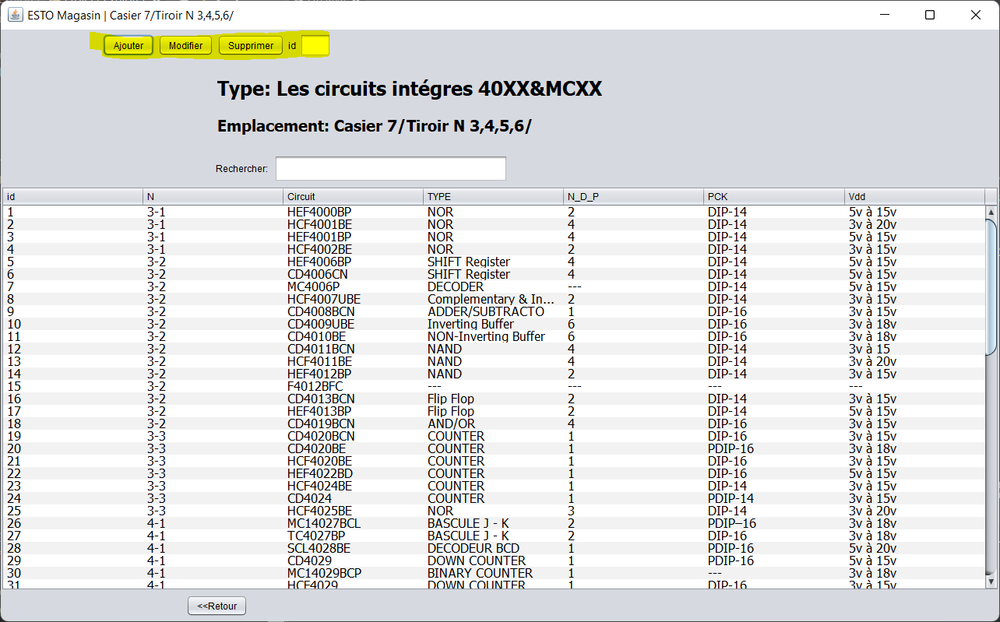 ESTO Magasin | Casier 7/Tiroir N 3,4,5,6/
Ajouter Modifier Supprimer id
Type: Les circuits intégres 40XX&MCXX
Emplacement: Casier 7/Tiroir N 3,4,5,6/
Rechercher:
id N Circuit TYPE N_D_P PCK Vdd
1 3-1 HEF4000BP NOR 2 DIP-14 5v à 15v
2 3-1 HCF4001BE NOR 4 DIP-14 3v à 20v
3 3-1 HEF4001BP NOR 4 DIP-14 5v à 15v
4 3-1 HCF4002BE NOR 2 DIP-14 3v à 15v
5 3-2 HEF4006BP SHIFT Register 4 DIP-14 5v à 15v
6 3-2 CD4006CN SHIFT Register 4 DIP-14 5v à 15v
7 3-2 MC4006P DECODER --- DIP-14 5v à 15v
8 3-2 HCF4007UBE Complementary & In... 2 DIP-14 3v à 15v
9 3-2 CD4008BCN ADDER/SUBTRACTO 1 DIP-16 3v à 15v
10 3-2 CD4009UBE Inverting Buffer 6 DIP-16 3v à 18v
11 3-2 CD4010BE NON-Inverting Buffer 6 DIP-16 3v à 18v
12 3-2 CD4011BCN NAND 4 DIP-14 3v à 15
13 3-2 HCF4011BE NAND 4 DIP-14 3v à 20v
14 3-2 HEF4012BP NAND 2 DIP-14 3v à 15v
15 3-2 F4012BFC --- --- --- ---
16 3-2 CD4013BCN Flip Flop 2 DIP-14 3v à 15v
17 3-2 HEF4013BP Flip Flop 2 DIP-14 5v à 15v
18 3-2 CD4019BCN AND/OR 4 DIP-16 3v à 15v
19 3-3 CD4020BCN COUNTER 1 DIP-16 3v à 15v
20 3-3 CD4020BE COUNTER 1 PDIP-16 3v à 18v
21 3-3 HCF4020BE COUNTER 1 DIP-16 3v à 15v
22 3-3 HEF4022BD COUNTER 1 DIP-16 5v à 15v
23 3-3 HCF4024BE COUNTER 1 DIP-14 3v à 15v
24 3-3 CD4024 COUNTER 1 PDIP-14 3v à 15v
25 3-3 HCF4025BE NOR 3 DIP-14 3v à 20v
26 4-1 MC14027BCL BASCULE J - K 2 PDIP–16 3v à 18v
27 4-1 TC4027BP BASCULE J - K 2 DIP-16 3v à 18v
28 4-1 SCL4028BE DECODEUR BCD 1 PDIP-16 5v à 20v
29 4-1 CD4029 DOWN COUNTER 1 PDIP-16 5v à 15v
30 4-1 MC14029BCP BINARY COUNTER 1 --- 3v à 18v
31 4-1 HCF4029 DOWN COUNTER 1 DIP-16 3v à 15v
<<Retour